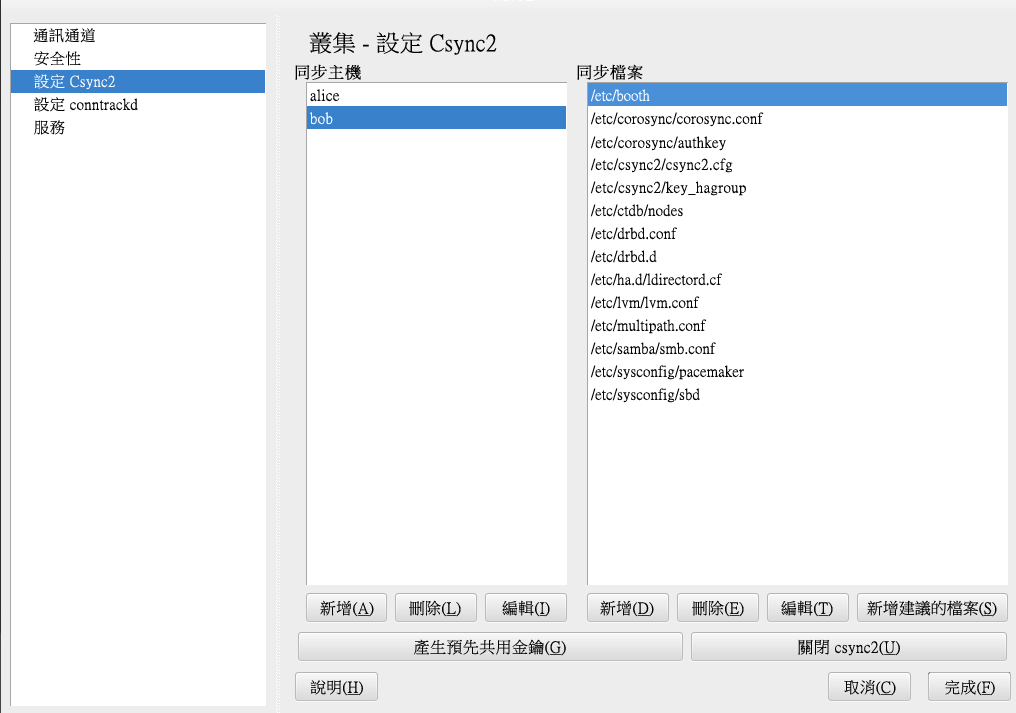 通訊通道
安全性
設定 Csync2
設定 conntrackd
服務
叢集 - 設定 Csync2
同步主機
alice
bob
同步檔案
/etc/booth
/etc/corosync/corosync.conf
/etc/corosync/authkey
/etc/csync2/csync2.cfg
/etc/csync2/key_hagroup
/etc/ctdb/nodes
/etc/drbd.conf
/etc/drbd.d
/etc/ha.d/ldirectord.cf
/etc/lvm/lvm.conf
/etc/multipath.conf
/etc/samba/smb.conf
/etc/sysconfig/pacemaker
/etc/sysconfig/sbd
新增(A) 刪除(L) 編輯(I) 新增(D) 刪除(E) 編輯(T) 新增建議的檔案(S)
產生預先共用金鑰(G) 關閉 csync2(U)
說明(H) 取消(C) 完成(F)